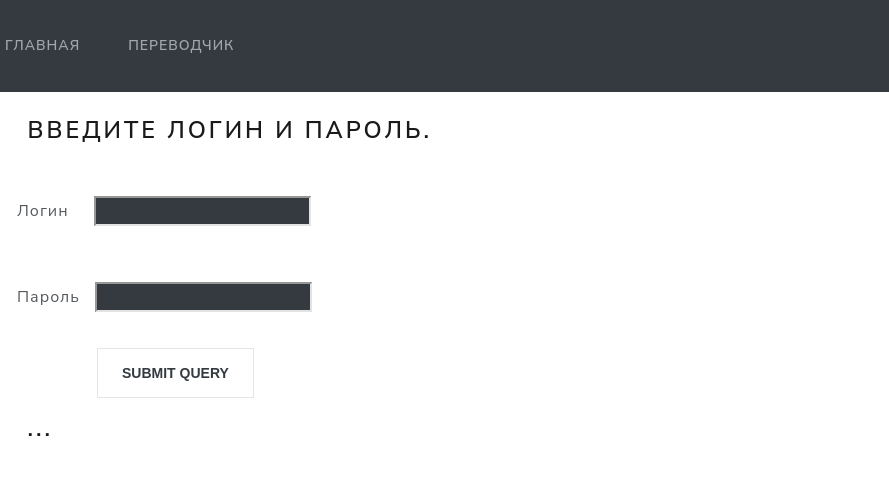 ГЛАВНАЯ ПЕРЕВОДЧИК
ВВЕДИТЕ ЛОГИН И ПАРОЛЬ.
Логин
Пароль
SUBMIT QUERY
...